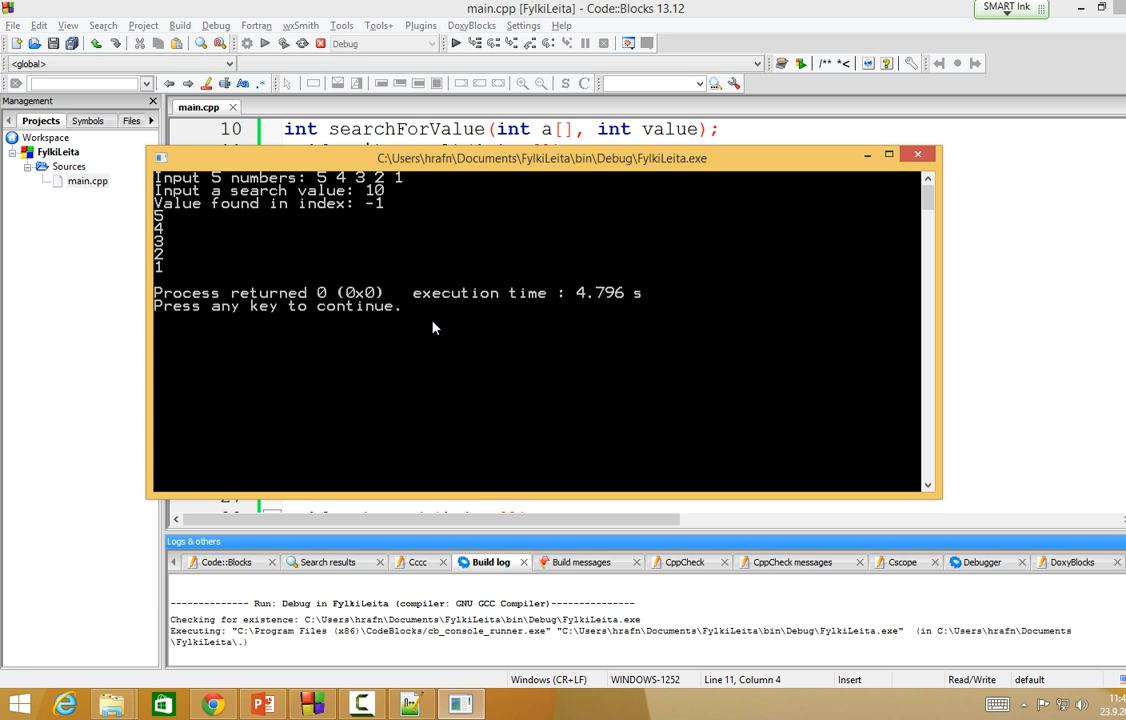 main.cpp [FylkiLeita] - Code::Blocks 13.12
SMART Ink
File Edit View Search Project Build Debug Fortran wxSmith Tools Tools+ Plugins DoxyBlocks Settings Help
Debug
<global>
/** *<
S C
Management
main.cpp
Projects Symbols Files
Workspace
FylkiLeita
Sources
main.cpp
10 int searchForValue(int a[], int value);
C:\Users\hrafn\Documents\FylkiLeita\bin\Debug\FylkiLeita.exe
Input 5 numbers: 5 4 3 2 1
Input a search value: 10
Value found in index: -1
5
4
3
2
1
Process returned 0 (0x0)   execution time : 4.796 s
Press any key to continue.
Logs & others
Code::Blocks Search results Cccc Build log Build messages CppCheck CppCheck messages Cscope Debugger DoxyBlocks
-------------- Run: Debug in FylkiLeita (compiler: GNU GCC Compiler)---------------
Checking for existence: C:\Users\hrafn\Documents\FylkiLeita\bin\Debug\FylkiLeita.exe
Executing: "C:\Program Files (x86)\CodeBlocks/cb_console_runner.exe" "C:\Users\hrafn\Documents\FylkiLeita\bin\Debug\FylkiLeita.exe"  (in C:\Users\hrafn\Documents
\FylkiLeita\.)
Windows (CR+LF) WINDOWS-1252 Line 11, Column 4 Insert Read/Write default
11:4
23.9.20